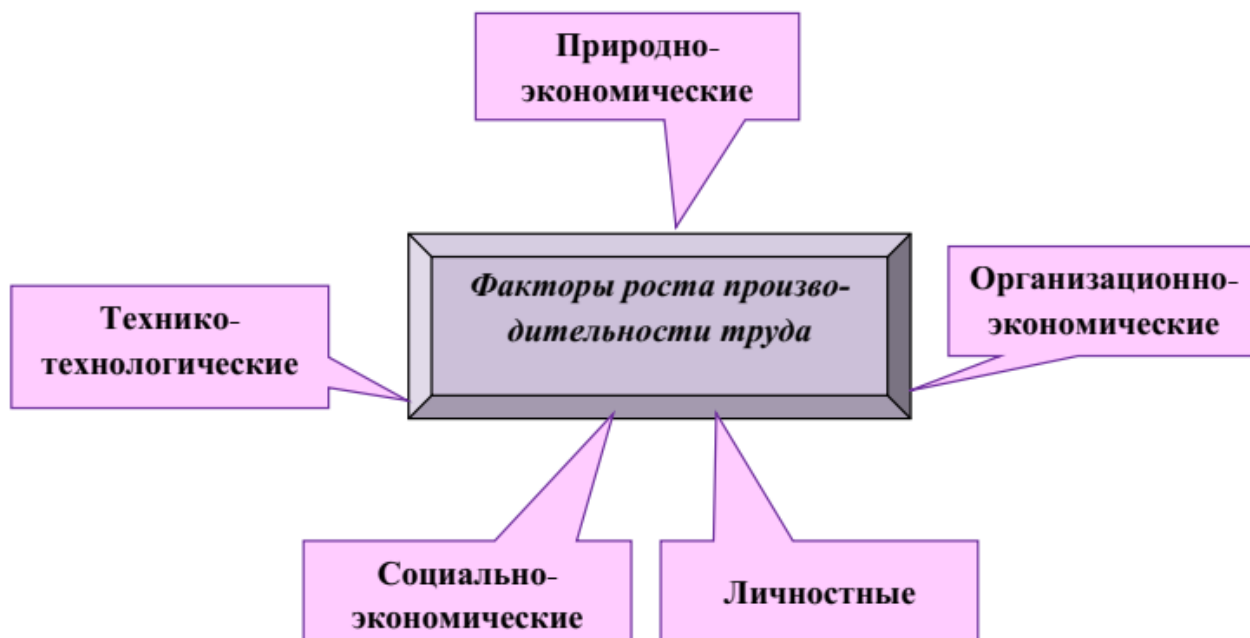 Природно-
экономические
Факторы роста произво-
дительности труда
Организационно-
экономические
Технико-
технологические
Социально-
экономические
Личностные